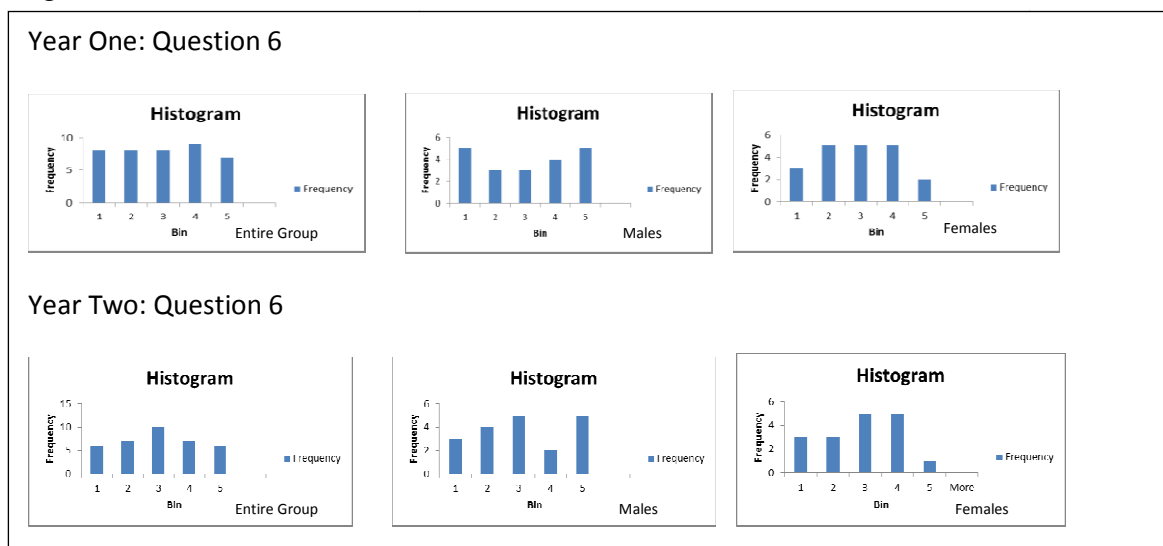 Year One: Question 6
Histogram
Frequency
10
5
0
1 2 3 4 5
Bin
Frequency
Entire Group
Histogram
Frequency
6
4
2
0
1 2 3 4 5
Bin
Frequency
Males
Histogram
Frequency
6
4
2
0
1 2 3 4 5
Bin
Frequency
Females
Year Two: Question 6
Histogram
Frequency
15
10
5
0
1 2 3 4 5
Bin
Frequency
Entire Group
Histogram
Frequency
6
4
2
0
1 2 3 4 5
Bin
Frequency
Males
Histogram
Frequency
6
4
2
0
1 2 3 4 5 More
Bin
Frequency
Females